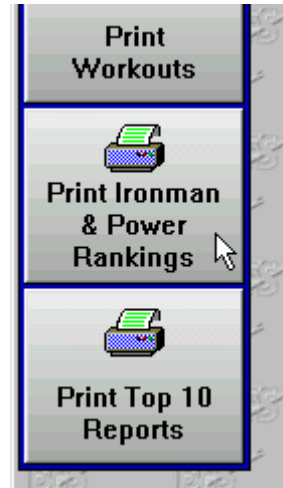 Print
Workouts
Print Ironman
& Power
Rankings
Print Top 10
Reports